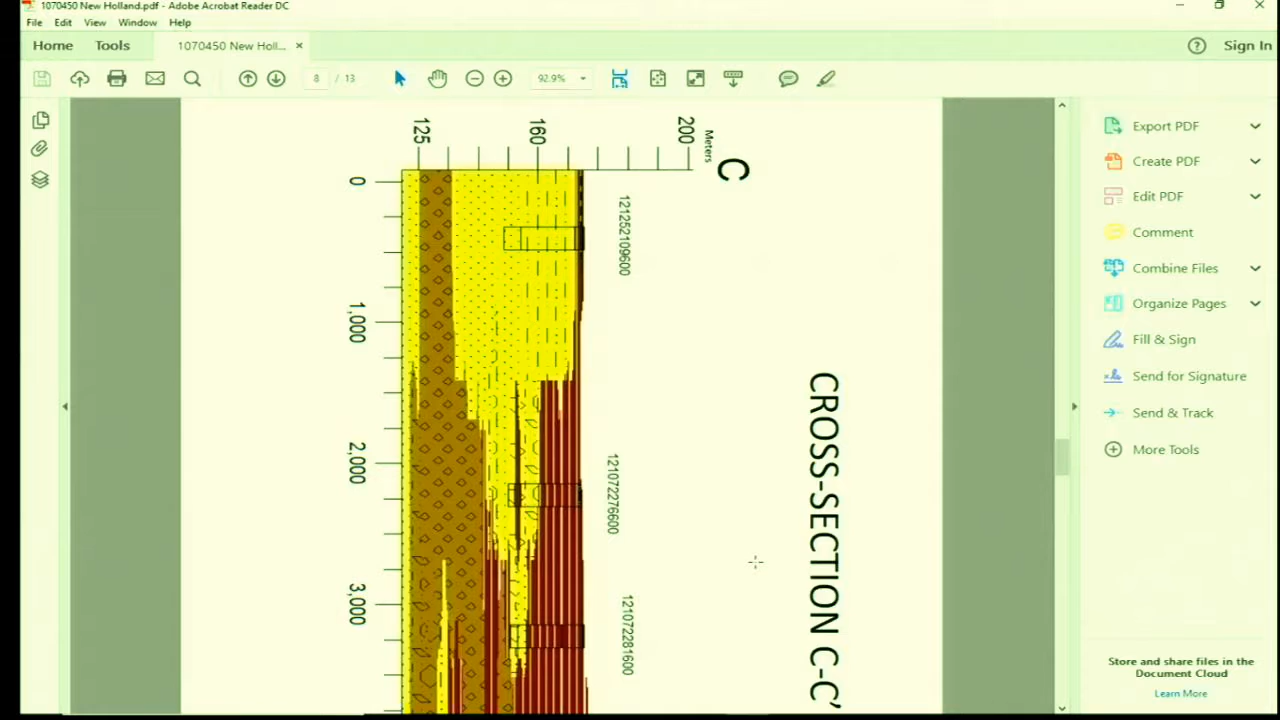 1070450 New Holland.pdf - Adobe Acrobat Reader DC
File Edit View Window Help
Home Tools 1070450 New Holl... × Sign In
8 / 13 92.9%
125 160 200
Meters
C
0
1,000
2,000
3,000
121252109600
121072276600
121072281600
CROSS-SECTION C-C'
Export PDF
Create PDF
Edit PDF
Comment
Combine Files
Organize Pages
Fill & Sign
Send for Signature
Send & Track
More Tools
Store and share files in the
Document Cloud
Learn More